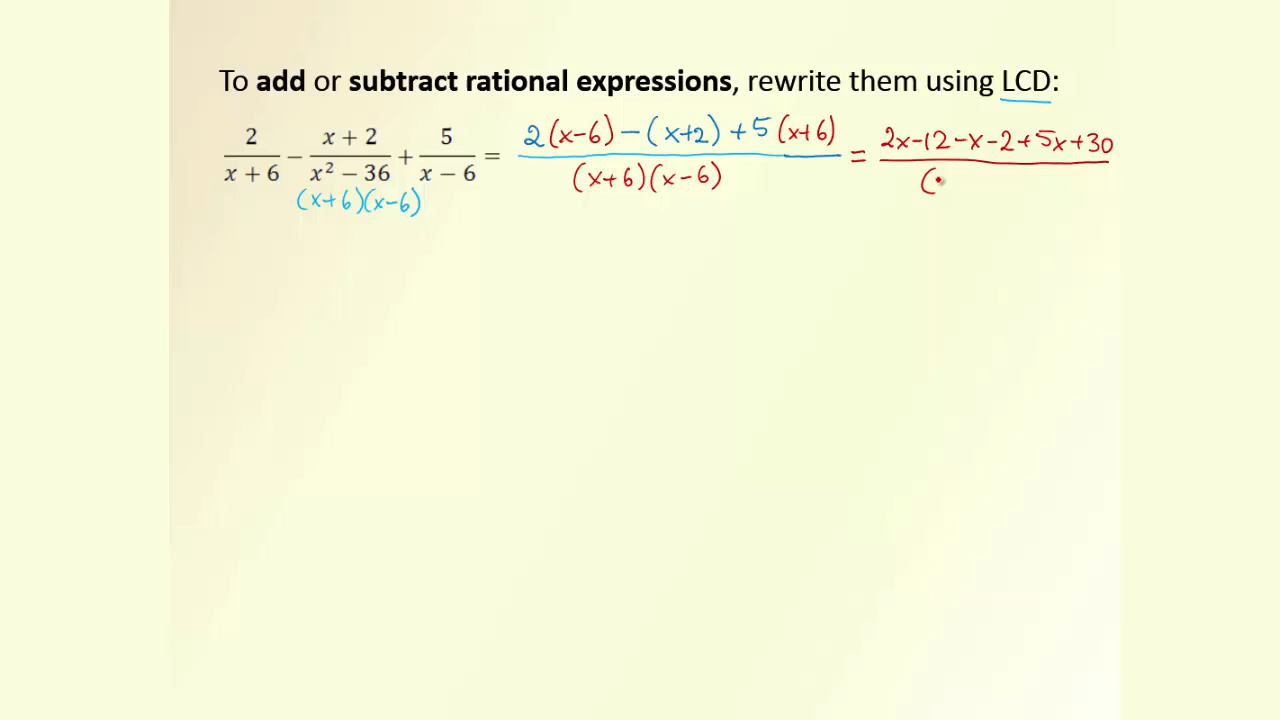 To add or subtract rational expressions, rewrite them using LCD:
2/(x + 6) − (x + 2)/(x² − 36) + 5/(x − 6) = (2(x−6) − (x+2) + 5(x+6))/((x+6)(x−6)) = (2x−12−x−2+5x+30)/(
(x+6)(x−6)